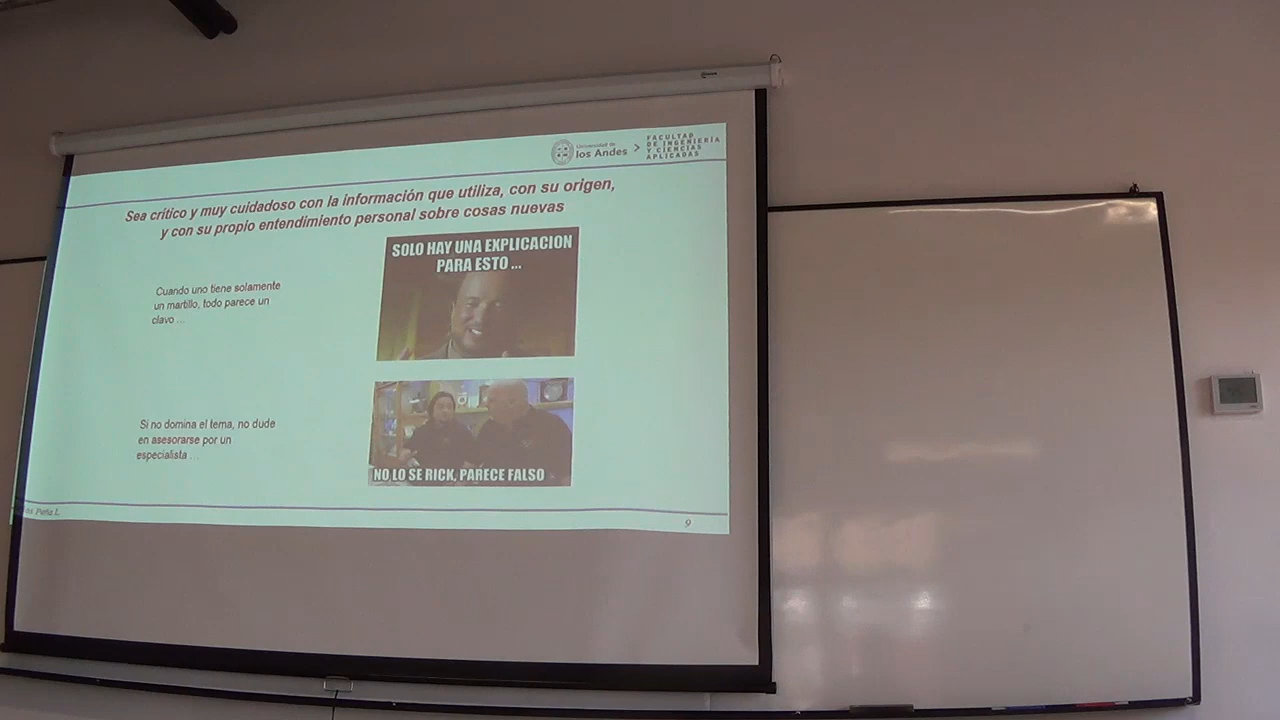 Universidad de
los Andes
FACULTAD
DE INGENIERÍA
Y CIENCIAS
APLICADAS
Sea crítico y muy cuidadoso con la información que utiliza, con su origen,
y con su propio entendimiento personal sobre cosas nuevas
SOLO HAY UNA EXPLICACION
PARA ESTO ...
Cuando uno tiene solamente
un martillo, todo parece un
clavo ...
Si no domina el tema, no dude
en asesorarse por un
especialista ...
NO LO SE RICK, PARECE FALSO
Peña L.
9